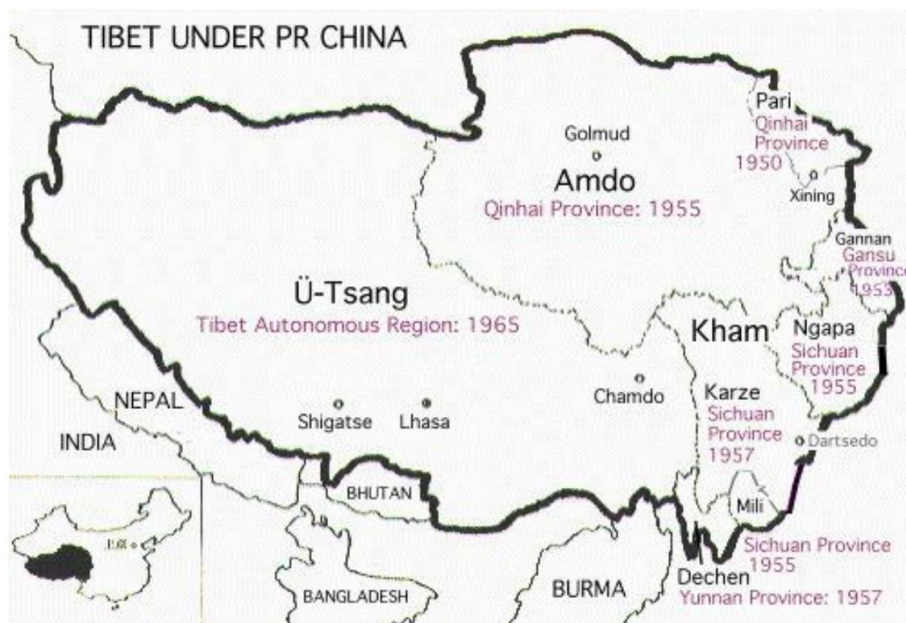 TIBET UNDER PR CHINA
Pari
Qinhai
Province
1950
Golmud
Amdo
Qinhai Province: 1955
Xining
Gannan
Gansu
Province
1953
Ü-Tsang
Tibet Autonomous Region: 1965
Kham
Ngapa
Sichuan
Province
1955
Chamdo
Karze
Sichuan
Province
1957
NEPAL
Shigatse
Lhasa
INDIA
Dartsedo
BHUTAN
Mili
Sichuan Province
1955
Dechen
Yunnan Province: 1957
BANGLADESH
BURMA